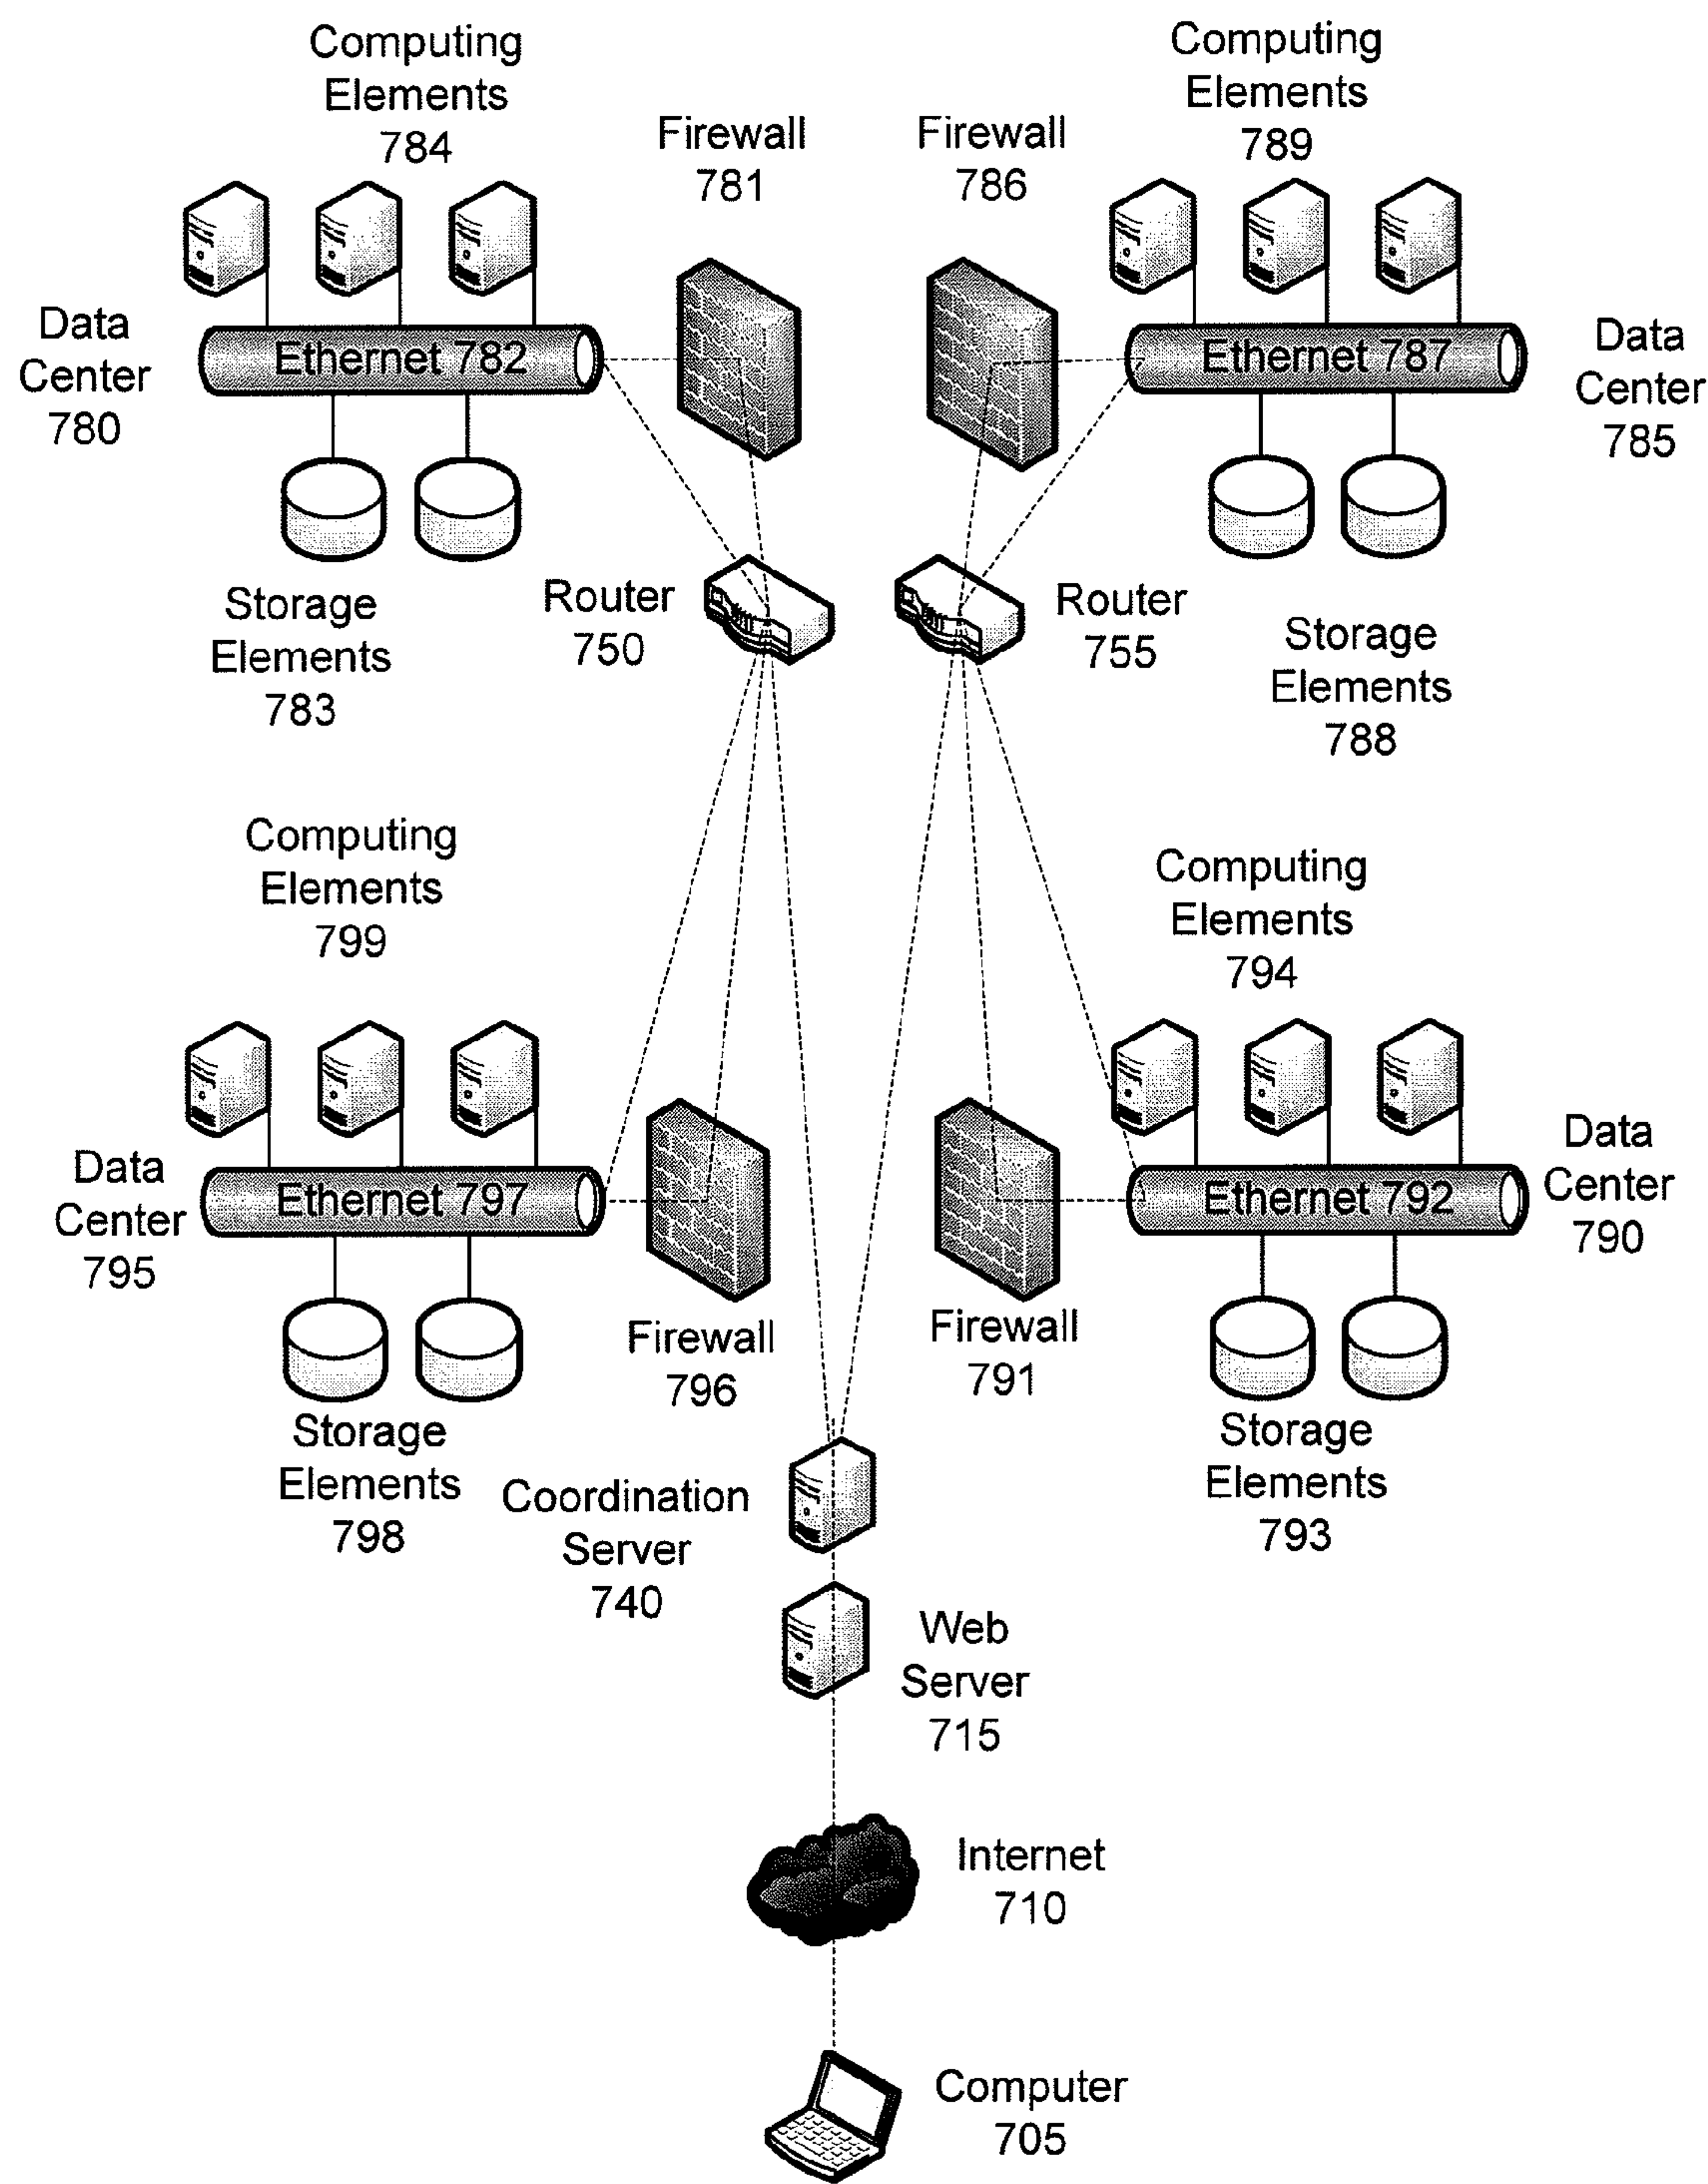 Computing
Elements
784
Firewall
781
Firewall
786
Computing
Elements
789
Data
Center
780
Ethernet 782
Ethernet 787
Data
Center
785
Storage
Elements
783
Router
750
Router
755
Storage
Elements
788
Computing
Elements
799
Computing
Elements
794
Data
Center
795
Ethernet 797
Ethernet 792
Data
Center
790
Firewall
796
Firewall
791
Storage
Elements
798
Storage
Elements
793
Coordination
Server
740
Web
Server
715
Internet
710
Computer
705